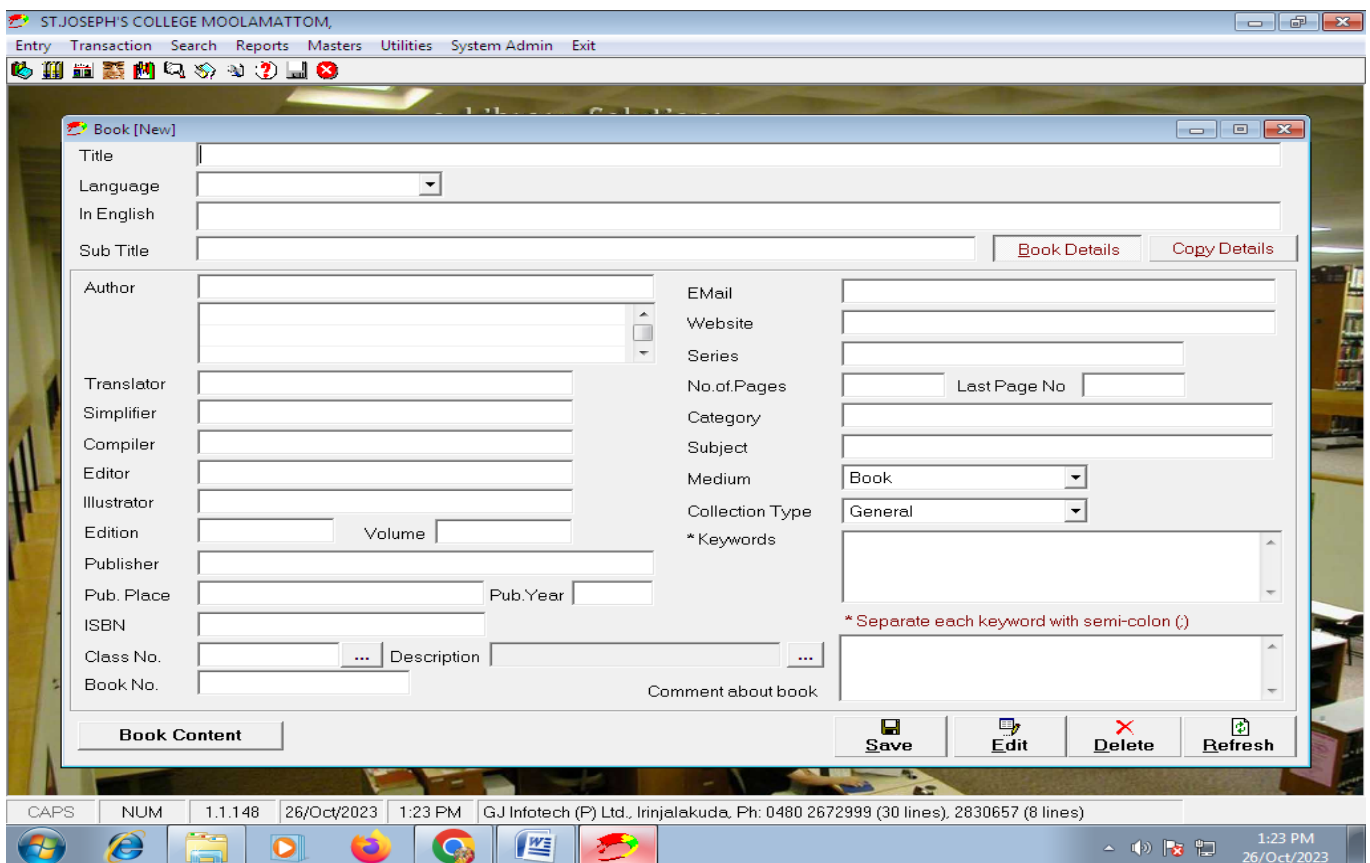 ST.JOSEPH'S COLLEGE MOOLAMATTOM,
Entry Transaction Search Reports Masters Utilities System Admin Exit
Book [New]
Title
Language
In English
Sub Title Book Details Copy Details
Author
EMail
Website
Series
Translator No.of.Pages Last Page No
Simplifier Category
Compiler Subject
Editor Medium Book
Illustrator
Collection Type General
Edition Volume * Keywords
Publisher
Pub. Place Pub.Year
ISBN * Separate each keyword with semi-colon (;)
Class No. ... Description ...
Book No. Comment about book
Book Content Save Edit Delete Refresh
CAPS NUM 1.1.148 26/Oct/2023 1:23 PM GJ Infotech (P) Ltd., Irinjalakuda, Ph: 0480 2672999 (30 lines), 2830657 (8 lines)
1:23 PM
26/Oct/2023